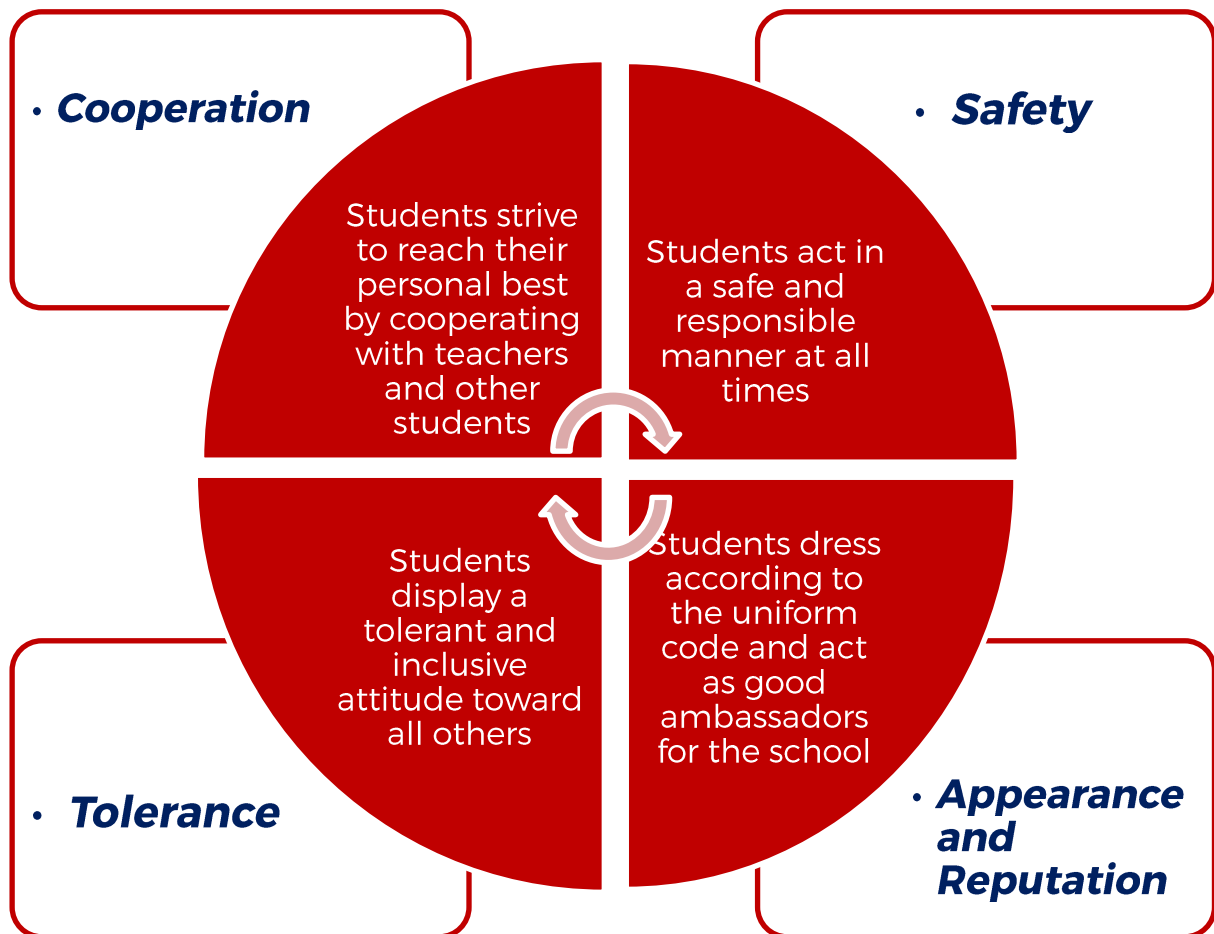 • Cooperation
Students strive
to reach their
personal best
by cooperating
with teachers
and other
students
• Safety
Students act in
a safe and
responsible
manner at all
times
• Tolerance
Students
display a
tolerant and
inclusive
attitude toward
all others
• Appearance
and
Reputation
Students dress
according to
the uniform
code and act
as good
ambassadors
for the school